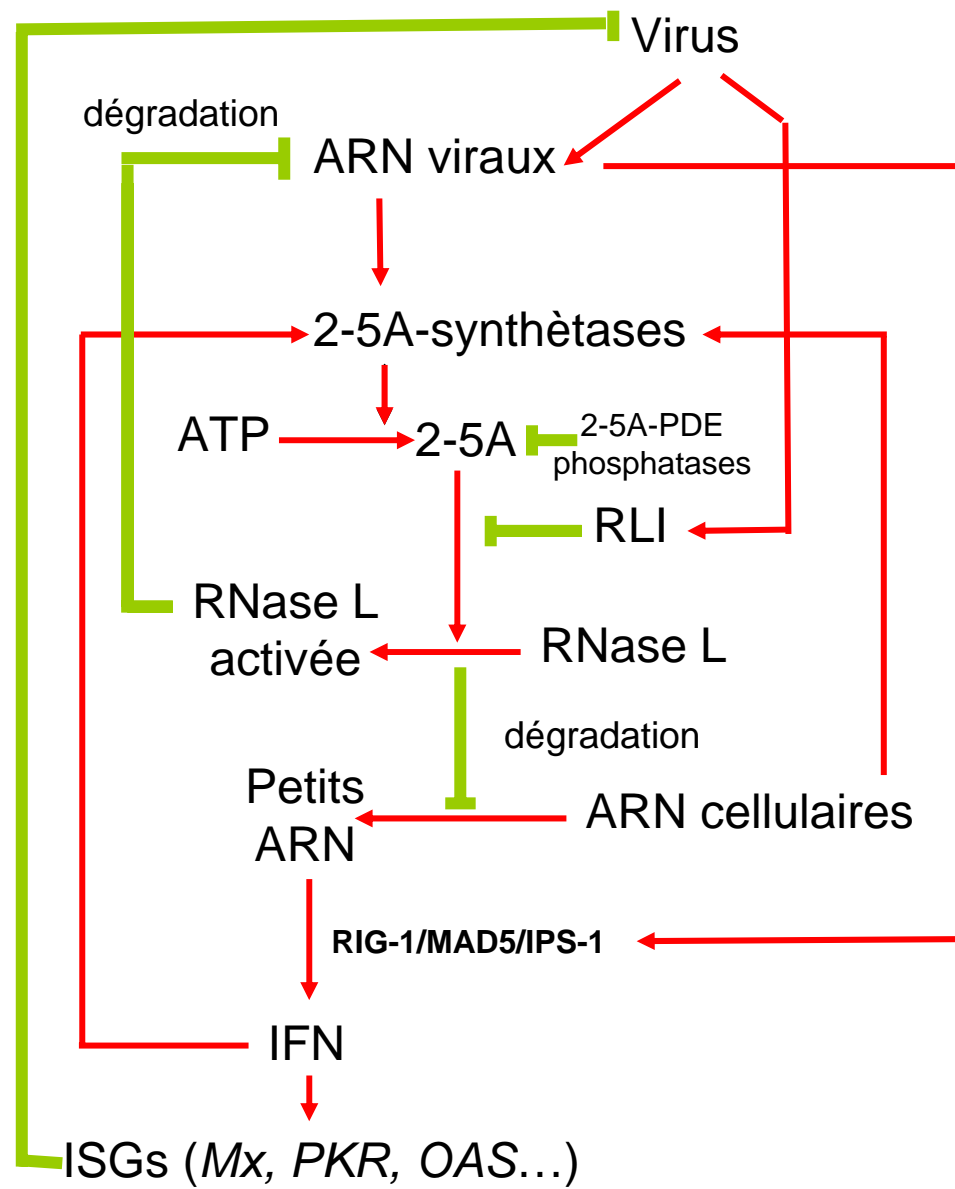 Virus
dégradation
ARN viraux
2-5A-synthètases
ATP
2-5A
2-5A-PDE
phosphatases
RLI
RNase L
activée
RNase L
dégradation
Petits
ARN
ARN cellulaires
RIG-1/MAD5/IPS-1
IFN
ISGs (Mx, PKR, OAS…)